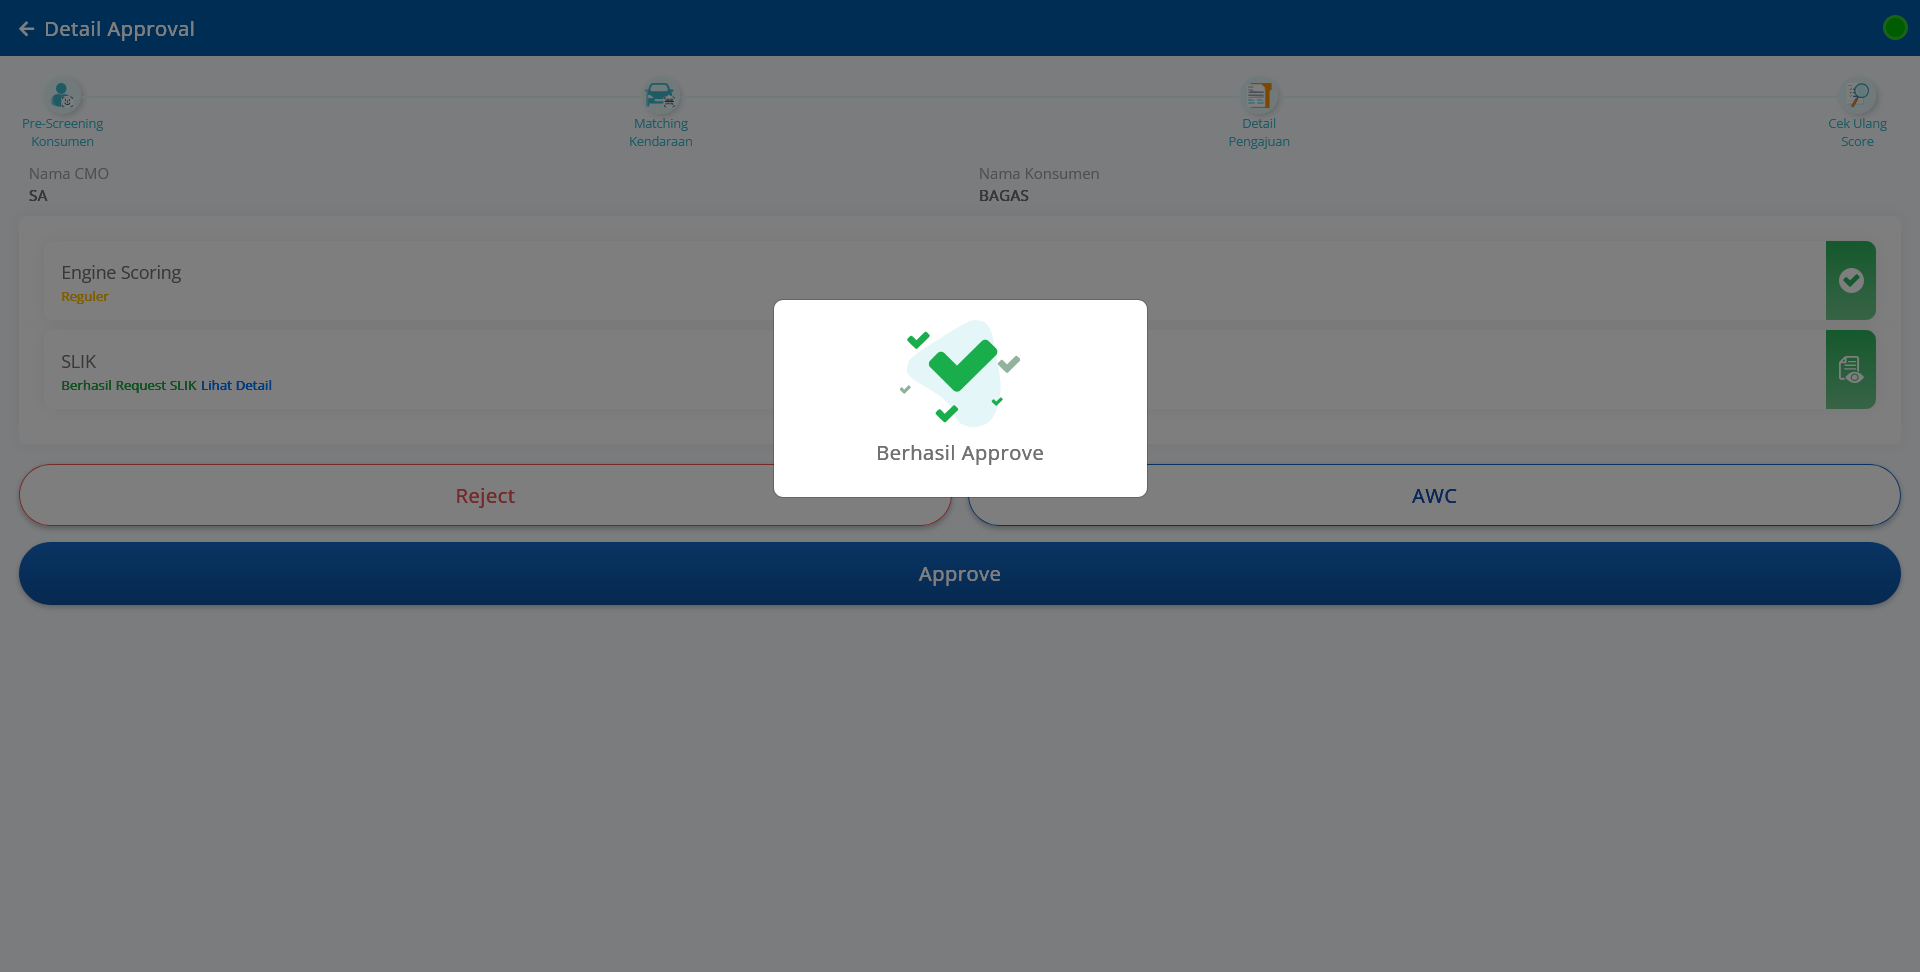 Detail Approval
Pre-Screening
Konsumen
Matching
Kendaraan
Detail
Pengajuan
Cek Ulang
Score
Nama CMO
SA
Nama Konsumen
BAGAS
Engine Scoring
Reguler
SLIK
Berhasil Request SLIK Lihat Detail
Berhasil Approve
Reject
AWC
Approve